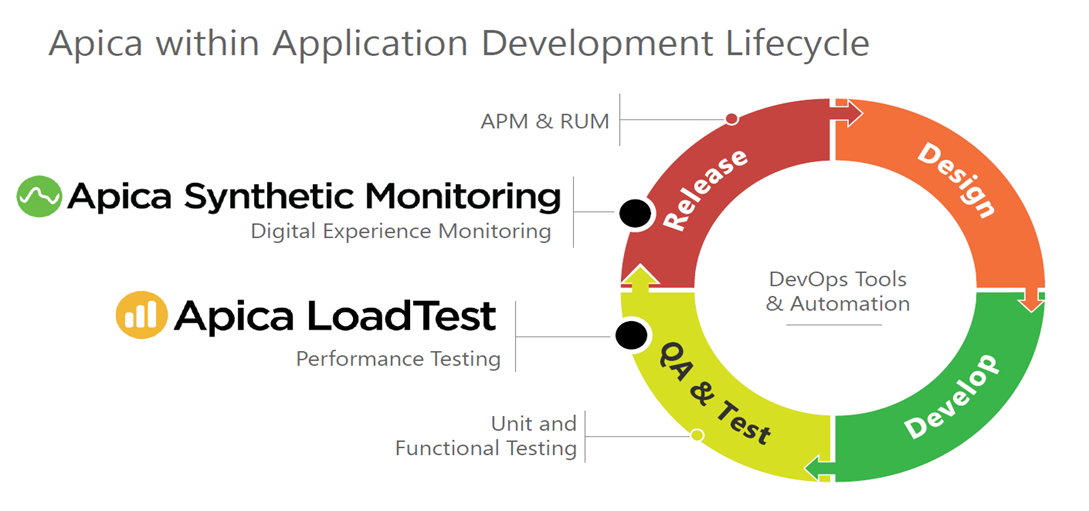 Apica within Application Development Lifecycle
APM & RUM
Apica Synthetic Monitoring
Digital Experience Monitoring
Apica LoadTest
Performance Testing
Unit and
Functional Testing
Release
Design
DevOps Tools
& Automation
QA & Test
Develop